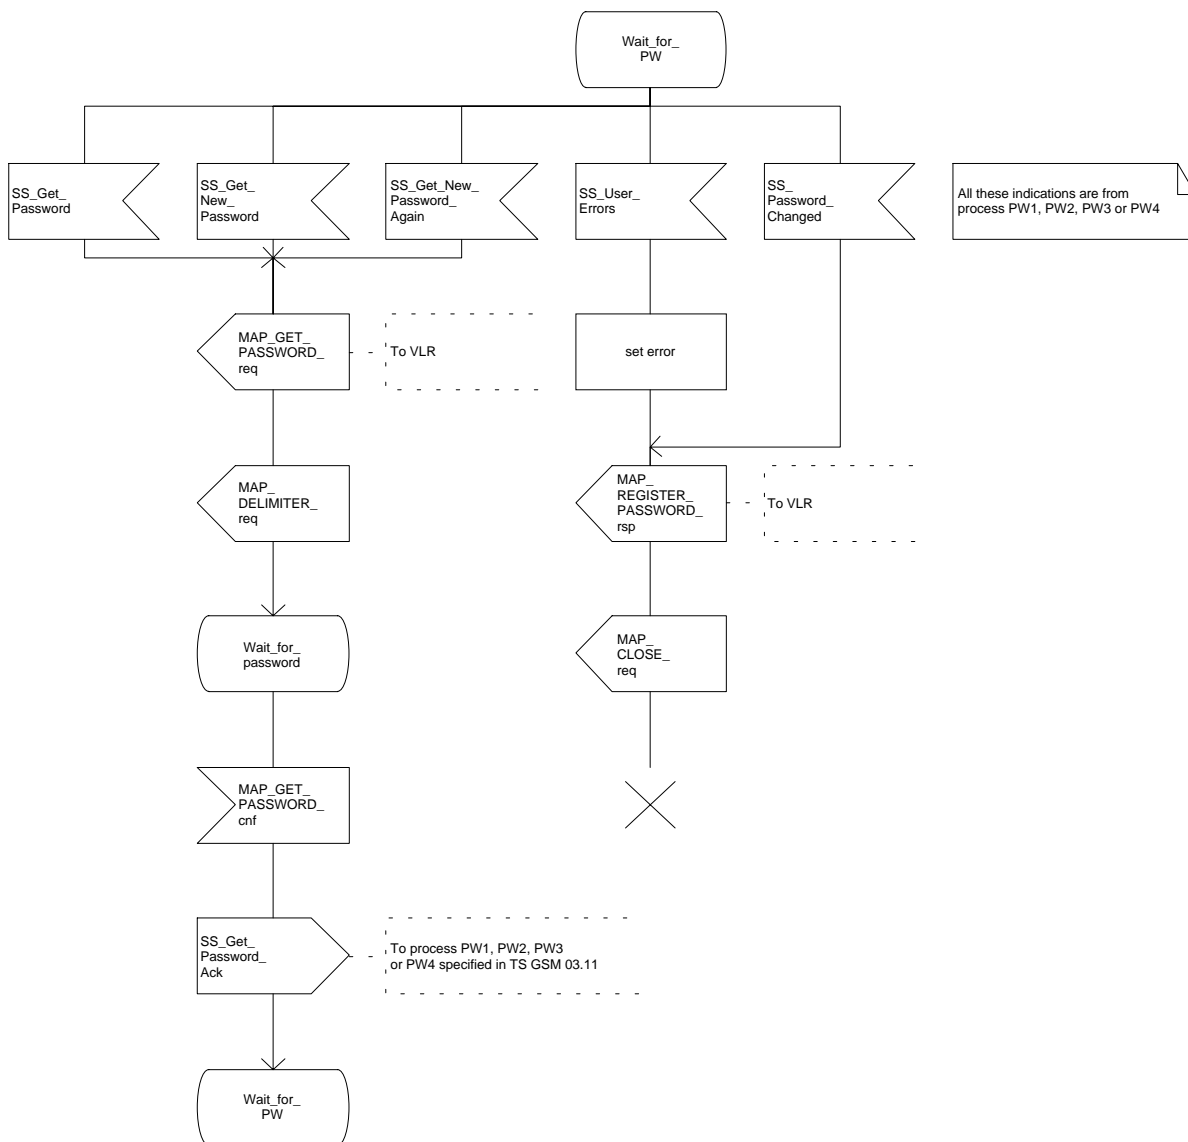 Wait_for_
PW
SS_Get_
Password
SS_Get_
New_
Password
SS_Get_New_
Password_
Again
SS_User_
Errors
SS_
Password_
Changed
All these indications are from
process PW1, PW2, PW3 or PW4
MAP_GET_
PASSWORD_
req
To VLR
set error
MAP_
DELIMITER_
req
MAP_
REGISTER_
PASSWORD_
rsp
To VLR
Wait_for_
password
MAP_
CLOSE_
req
MAP_GET_
PASSWORD_
cnf
SS_Get_
Password_
Ack
To process PW1, PW2, PW3
or PW4 specified in TS GSM 03.11
Wait_for_
PW